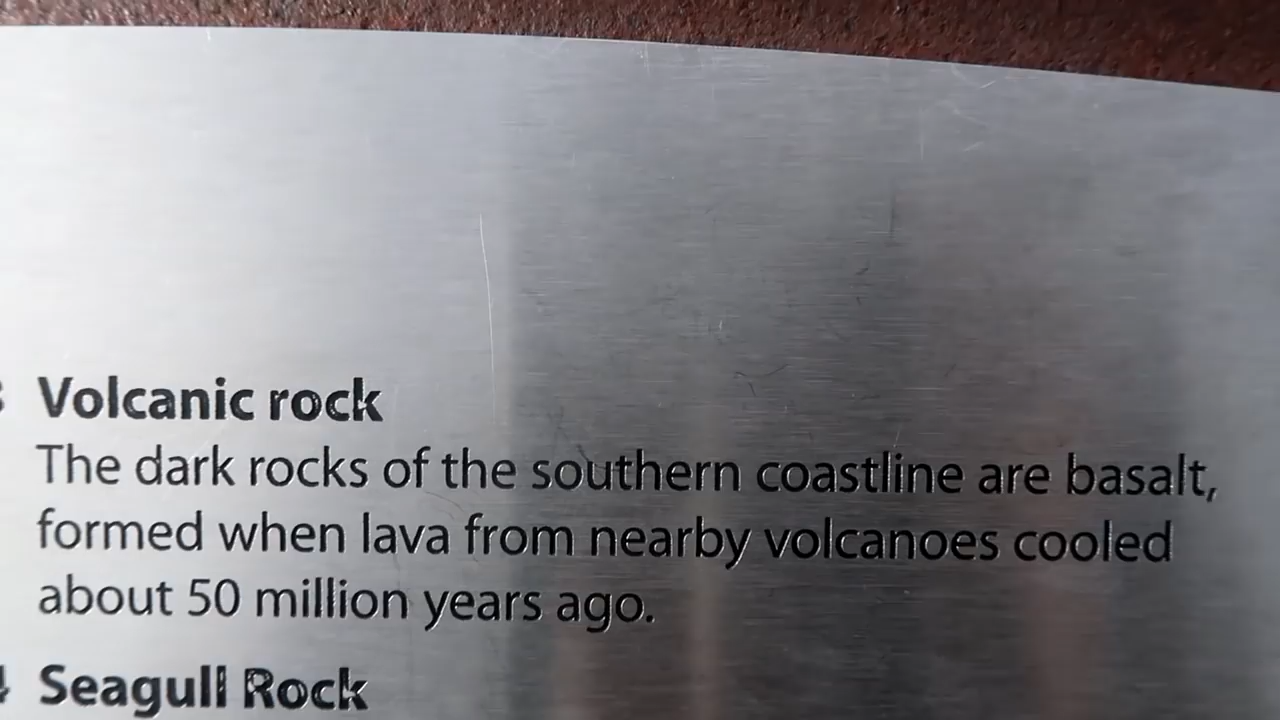 Volcanic rock
The dark rocks of the southern coastline are basalt,
formed when lava from nearby volcanoes cooled
about 50 million years ago.
Seagull Rock